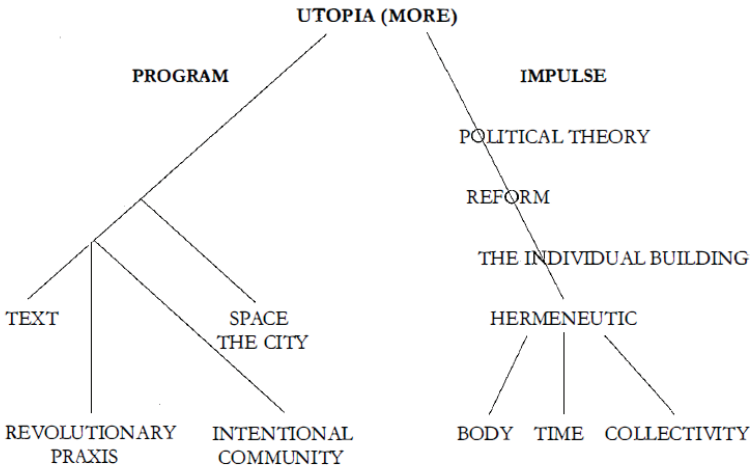 UTOPIA (MORE)
PROGRAM
IMPULSE
POLITICAL THEORY
REFORM
THE INDIVIDUAL BUILDING
TEXT
SPACE
THE CITY
HERMENEUTIC
REVOLUTIONARY
PRAXIS
INTENTIONAL
COMMUNITY
BODY
TIME
COLLECTIVITY